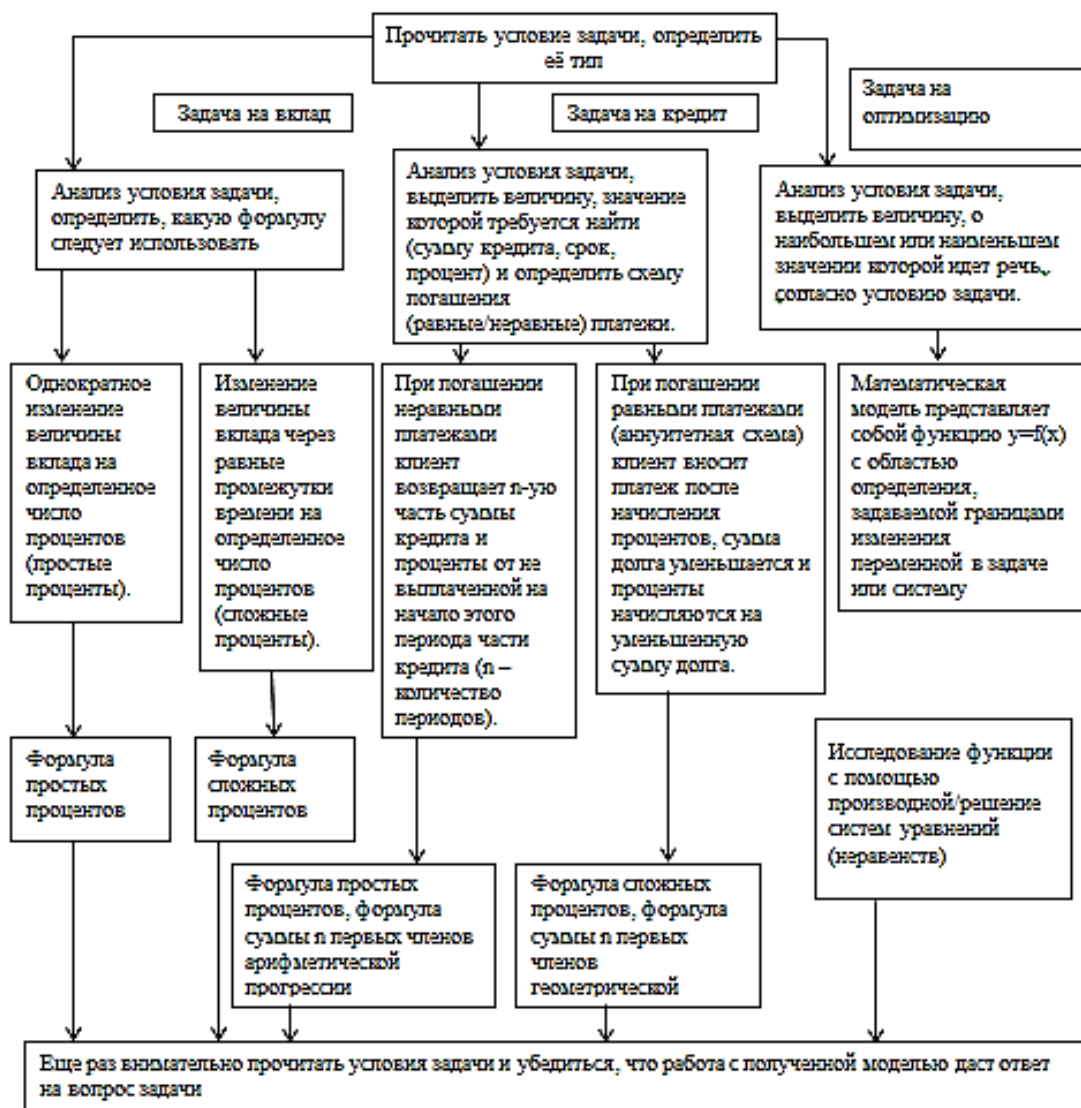 Прочитать условие задачи, определить
её тип
Задача на вклад
Задача на кредит
Задача на
оптимизацию
Анализ условия задачи,
определить, какую формулу
следует использовать
Анализ условия задачи,
выделить величину, значение
которой требуется найти
(сумму кредита, срок,
процент) и определить схему
погашения
(равные/неравные) платежи.
Анализ условия задачи,
выделить величину, о
наибольшем или наименьшем
значении которой идет речь,
согласно условию задачи.
Однократное
изменение
величины
вклада на
определенное
число
процентов
(простые
проценты).
Изменение
величины
вклада через
равные
промежутки
времени на
определенное
число
процентов
(сложные
проценты).
При погашении
неравными
платежами
клиент
возвращает n-ую
часть суммы
кредита и
проценты от не
выплаченной на
начало этого
периода части
кредита (n –
количество
периодов).
При погашении
равными платежами
(аннуитетная схема)
клиент вносит
платеж после
начисления
процентов, сумма
долга уменьшается и
проценты
начисляются на
уменьшенную
сумму долга.
Математическая
модель представляет
собой функцию y=f(x)
с областью
определения,
задаваемой границами
изменения
переменной в задаче
или систему
Формула
простых
процентов
Формула
сложных
процентов
Исследование функции
с помощью
производной/решение
систем уравнений
(неравенств)
Формула простых
процентов, формула
суммы n первых членов
арифметической
прогрессии
Формула сложных
процентов, формула
суммы n первых
членов
геометрической
Еще раз внимательно прочитать условия задачи и убедиться, что работа с полученной моделью даст ответ
на вопрос задачи